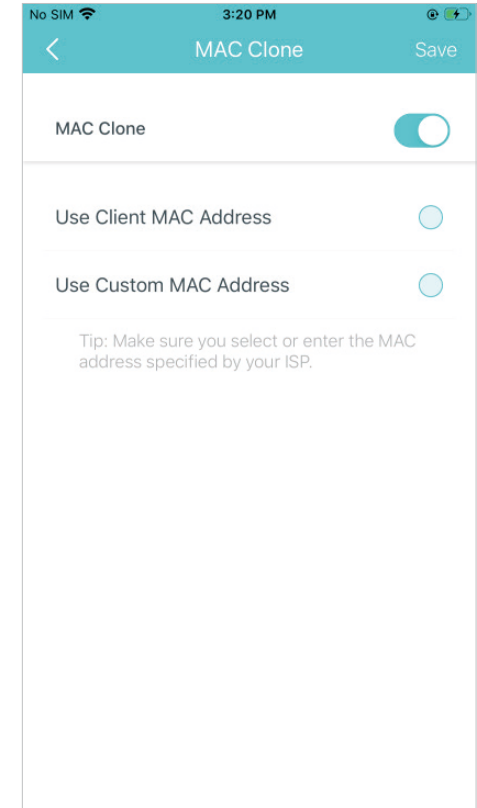 No SIM 3:20 PM
MAC Clone Save
MAC Clone
Use Client MAC Address
Use Custom MAC Address
Tip: Make sure you select or enter the MAC
address specified by your ISP.